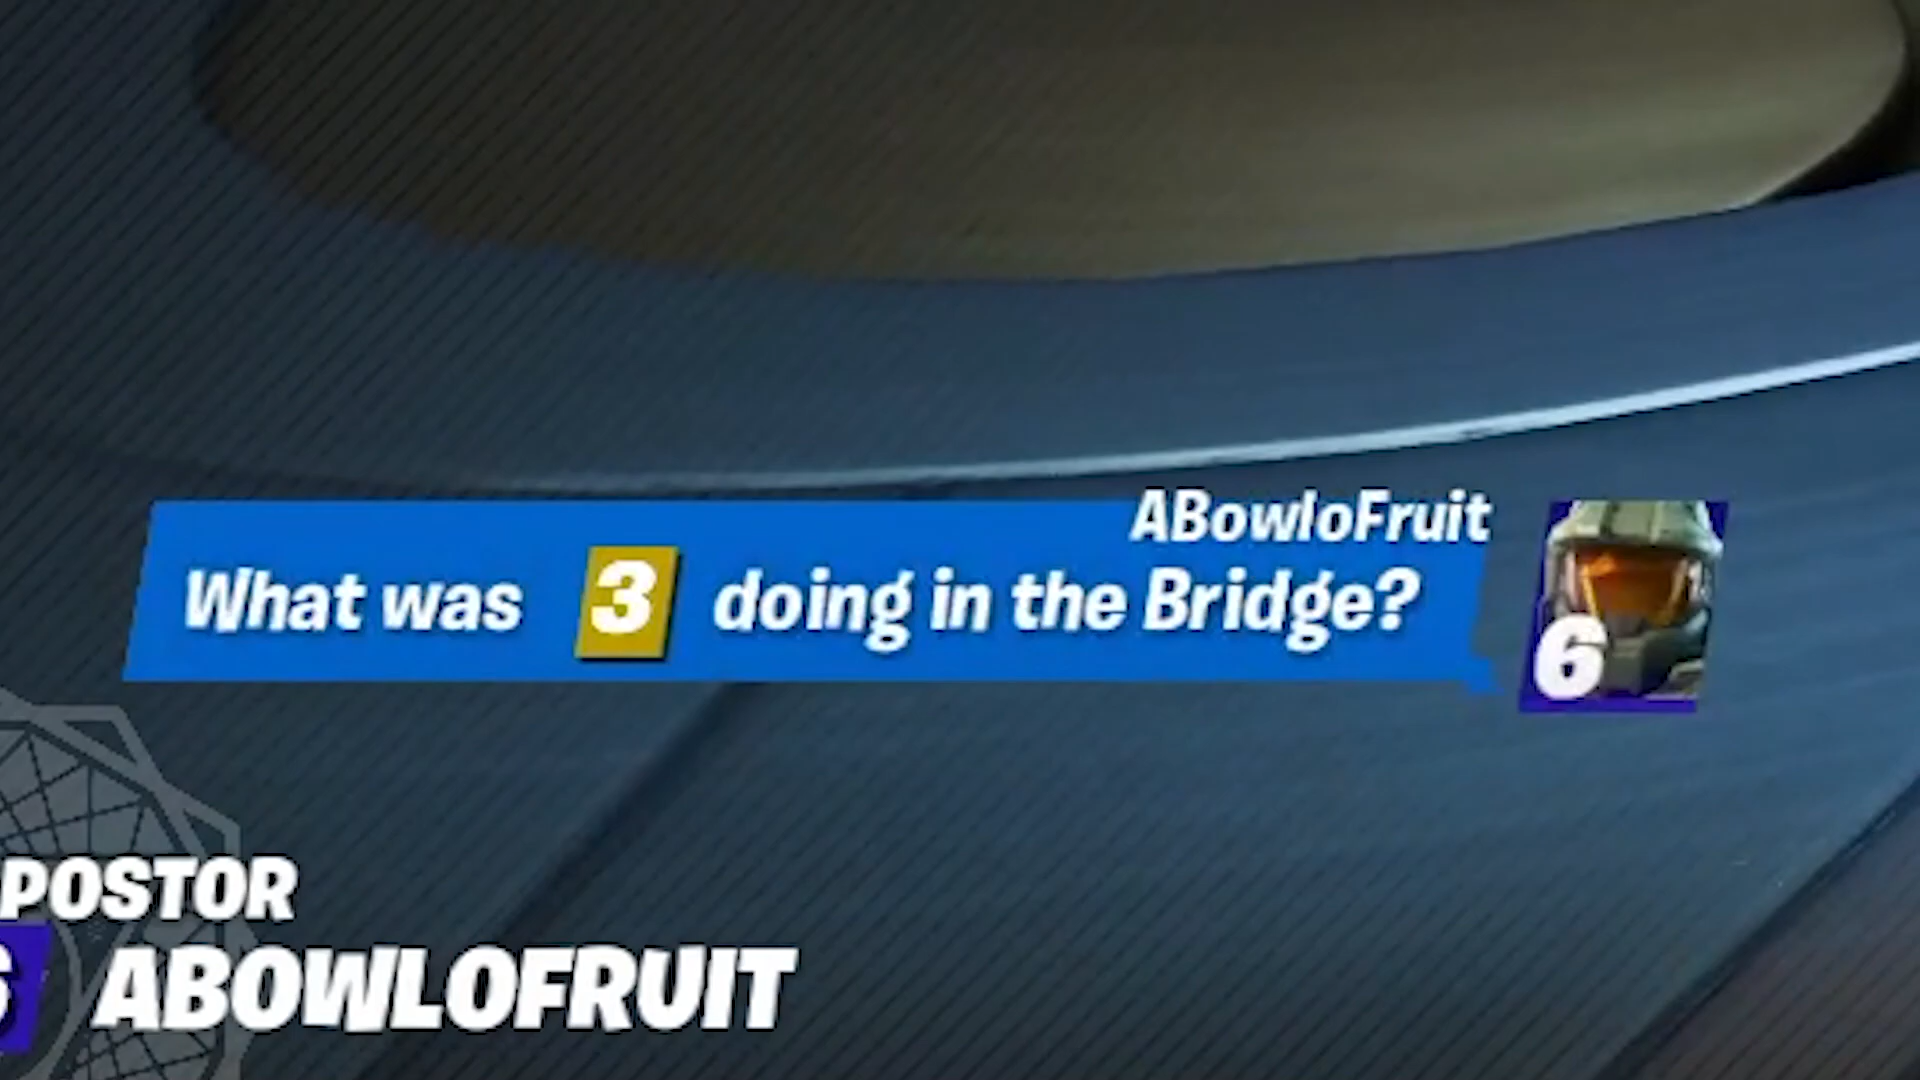 ABowloFruit
What was 3 doing in the Bridge?
6
POSTOR
ABOWLOFRUIT